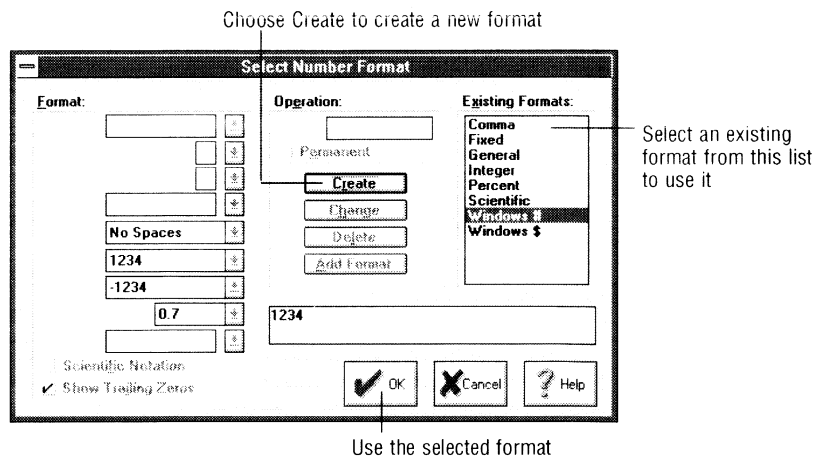 Choose Create to create a new format
Select Number Format
Format:
Operation:
Existing Formats:
Permanent
Create
Change
Delete
Add Format
Comma
Fixed
General
Integer
Percent
Scientific
Windows #
Windows $
Select an existing
format from this list
to use it
No Spaces
1234
-1234
0.7
1234
Scientific Notation
Show Trailing Zeros
OK
Cancel
? Help
Use the selected format